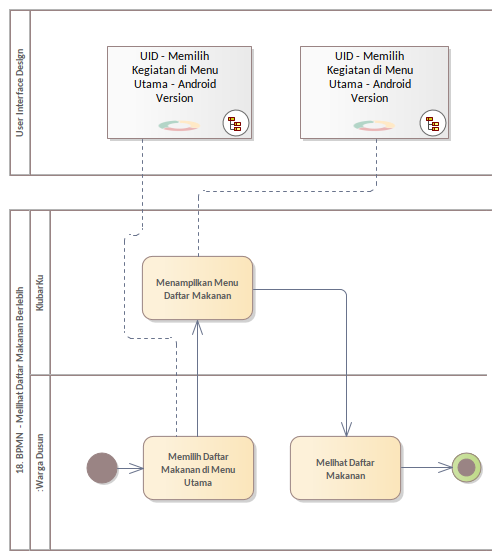 User Interface Design
UID - Memilih
Kegiatan di Menu
Utama - Android
Version
UID - Memilih
Kegiatan di Menu
Utama - Android
Version
18. BPMN - Melihat Daftar Makanan Berlebih
KlubarKu
Menampilkan Menu
Daftar Makanan
:Warga Dusun
Memilih Daftar
Makanan di Menu
Utama
Melihat Daftar
Makanan